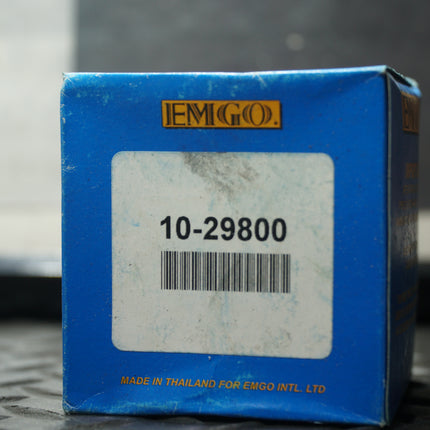 EMGO.
10-29800
MADE IN THAILAND FOR EMGO INTL. LTD